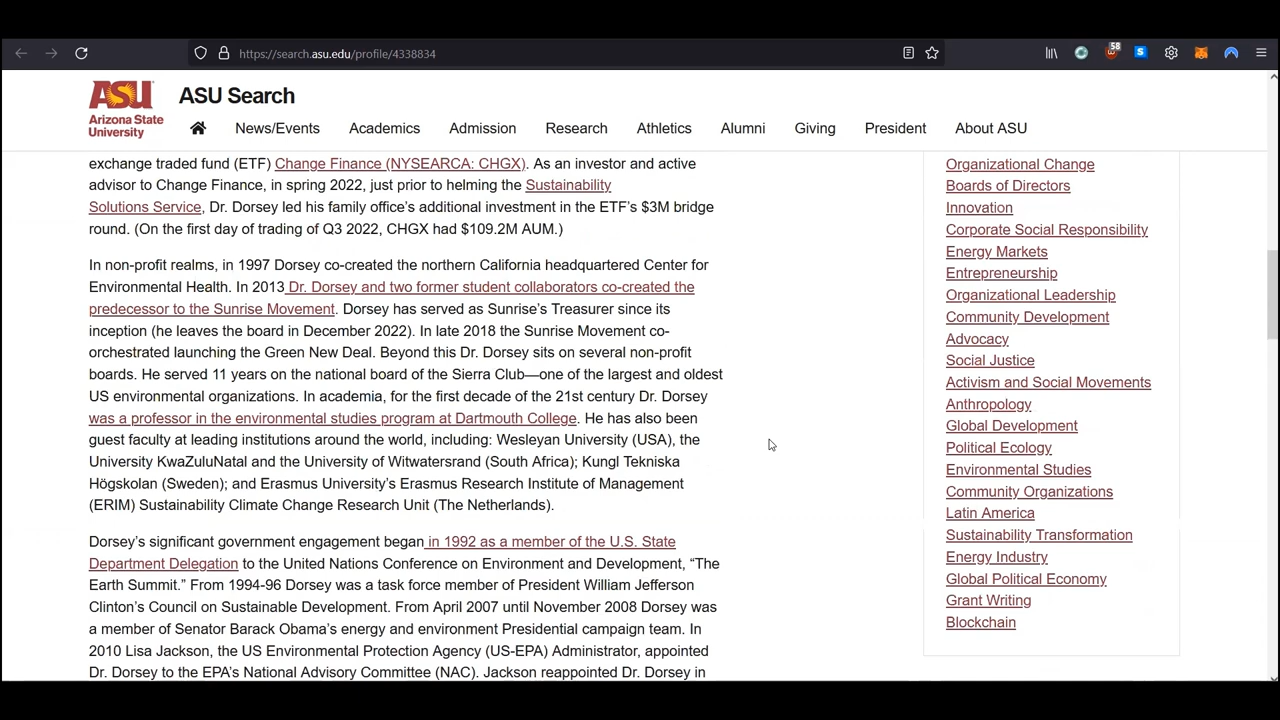 https://search.asu.edu/profile/4338834
58
S
ASU
Arizona State
University
ASU Search
News/Events
Academics
Admission
Research
Athletics
Alumni
Giving
President
About ASU
exchange traded fund (ETF) Change Finance (NYSEARCA: CHGX). As an investor and active
advisor to Change Finance, in spring 2022, just prior to helming the Sustainability
Solutions Service, Dr. Dorsey led his family office’s additional investment in the ETF’s $3M bridge
round. (On the first day of trading of Q3 2022, CHGX had $109.2M AUM.)
In non-profit realms, in 1997 Dorsey co-created the northern California headquartered Center for
Environmental Health. In 2013 Dr. Dorsey and two former student collaborators co-created the
predecessor to the Sunrise Movement. Dorsey has served as Sunrise’s Treasurer since its
inception (he leaves the board in December 2022). In late 2018 the Sunrise Movement co-
orchestrated launching the Green New Deal. Beyond this Dr. Dorsey sits on several non-profit
boards. He served 11 years on the national board of the Sierra Club—one of the largest and oldest
US environmental organizations. In academia, for the first decade of the 21st century Dr. Dorsey
was a professor in the environmental studies program at Dartmouth College. He has also been
guest faculty at leading institutions around the world, including: Wesleyan University (USA), the
University KwaZuluNatal and the University of Witwatersrand (South Africa); Kungl Tekniska
Högskolan (Sweden); and Erasmus University’s Erasmus Research Institute of Management
(ERIM) Sustainability Climate Change Research Unit (The Netherlands).
Dorsey’s significant government engagement began in 1992 as a member of the U.S. State
Department Delegation to the United Nations Conference on Environment and Development, “The
Earth Summit.” From 1994-96 Dorsey was a task force member of President William Jefferson
Clinton’s Council on Sustainable Development. From April 2007 until November 2008 Dorsey was
a member of Senator Barack Obama’s energy and environment Presidential campaign team. In
2010 Lisa Jackson, the US Environmental Protection Agency (US-EPA) Administrator, appointed
Dr. Dorsey to the EPA’s National Advisory Committee (NAC). Jackson reappointed Dr. Dorsey in
Organizational Change
Boards of Directors
Innovation
Corporate Social Responsibility
Energy Markets
Entrepreneurship
Organizational Leadership
Community Development
Advocacy
Social Justice
Activism and Social Movements
Anthropology
Global Development
Political Ecology
Environmental Studies
Community Organizations
Latin America
Sustainability Transformation
Energy Industry
Global Political Economy
Grant Writing
Blockchain